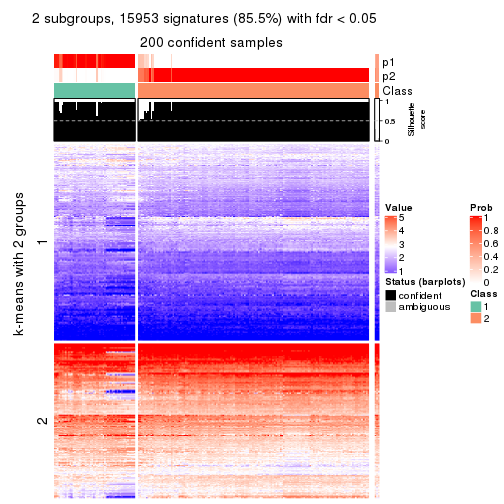 2 subgroups, 15953 signatures (85.5%) with fdr < 0.05
200 confident samples
p1
p2
Class
1
0.5
0
Silhouette
score
k-means with 2 groups
1
2
Value
5
4
3
2
1
Status (barplots)
confident
ambiguous
Prob
1
0.8
0.6
0.4
0.2
0
Class
1
2